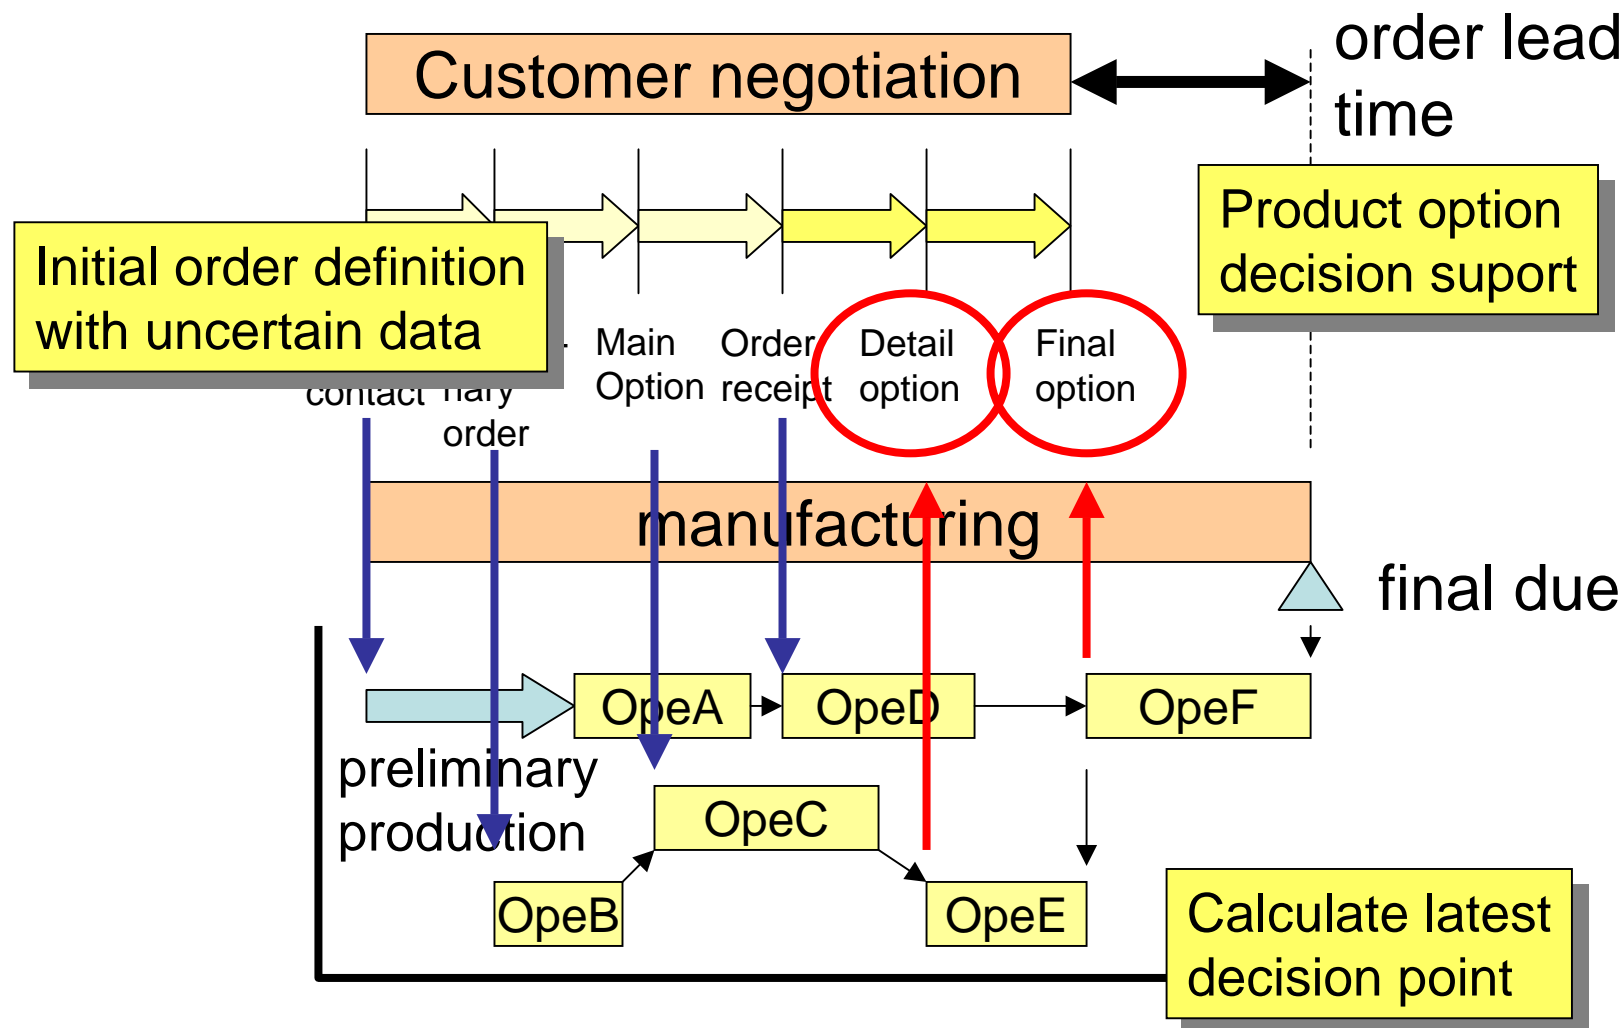 Customer negotiation
order lead
time
Product option
decision suport
Initial order definition
with uncertain data
contact
nary
order
Main
Option
Order
receipt
Detail
option
Final
option
manufacturing
final due
OpeA
OpeD
OpeF
preliminary
production
OpeC
OpeB
OpeE
Calculate latest
decision point